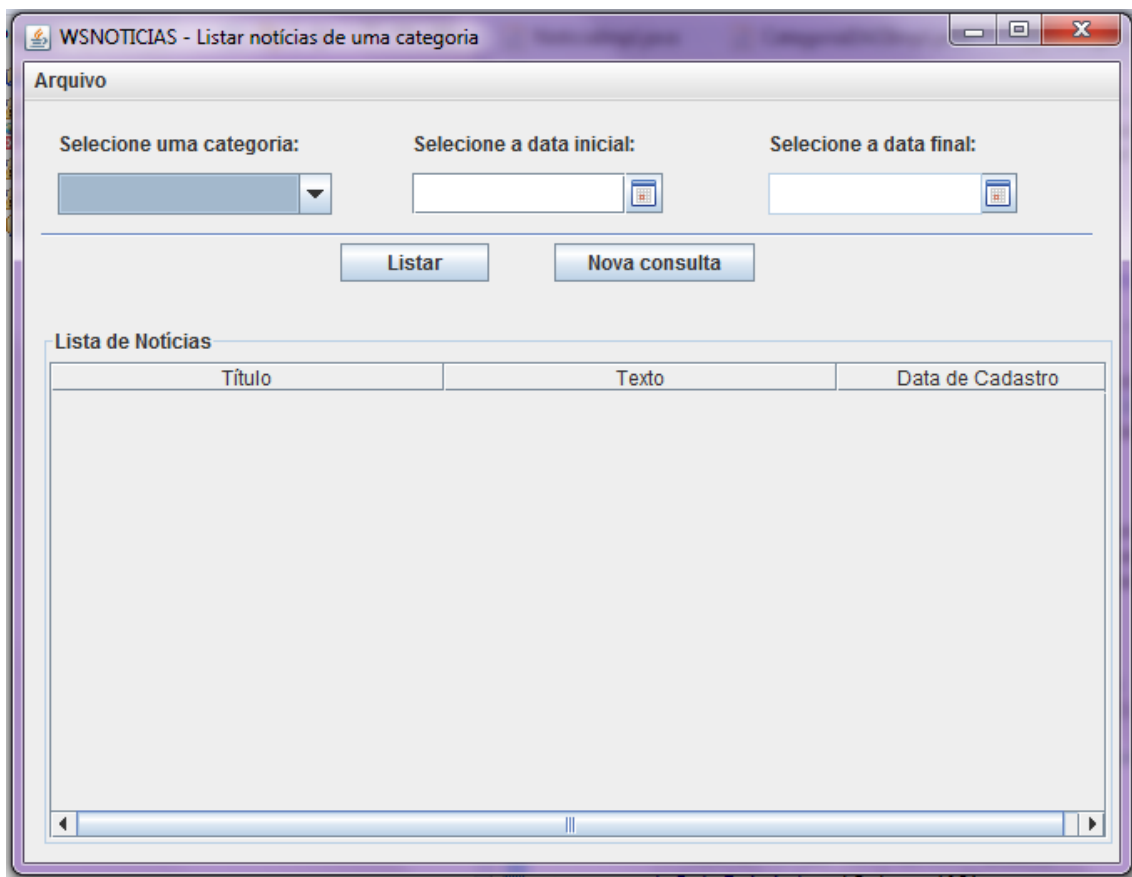 WSNOTICIAS - Listar notícias de uma categoria
Arquivo
Selecione uma categoria: Selecione a data inicial: Selecione a data final:
Listar Nova consulta
Lista de Notícias
Título Texto Data de Cadastro